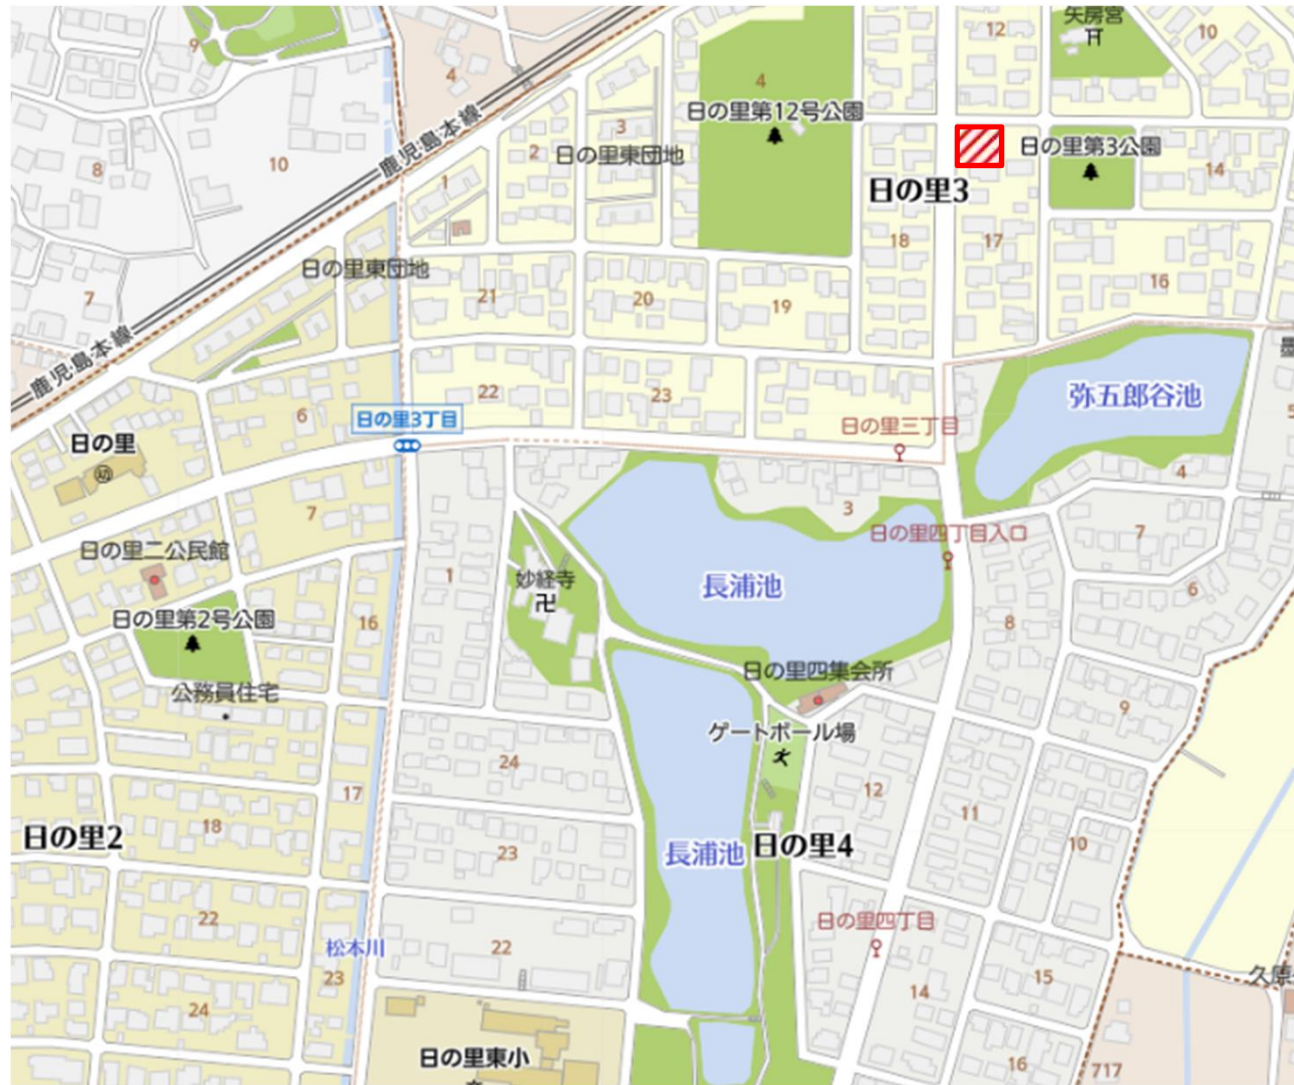 矢房宮
12
10
9
4
4
鹿児島本線
日の里第12号公園
3
2
日の里東団地
日の里第3公園
14
10
8
1
日の里3
18
17
16
日の里東団地
7
21
20
19
鹿児島本線
22
23
弥五郎谷池
6
日の里3丁目
日の里三丁目
日の里
幼
4
7
3
7
日の里四丁目入口
日の里二公民館
1
妙経寺
長浦池
6
日の里第2号公園
16
8
日の里四集会所
公務員住宅
9
ゲートボール場
24
17
12
11
10
18
日の里2
長浦池
日の里4
23
22
日の里四丁目
松本川
22
23
14
15
24
日の里東小
16
717